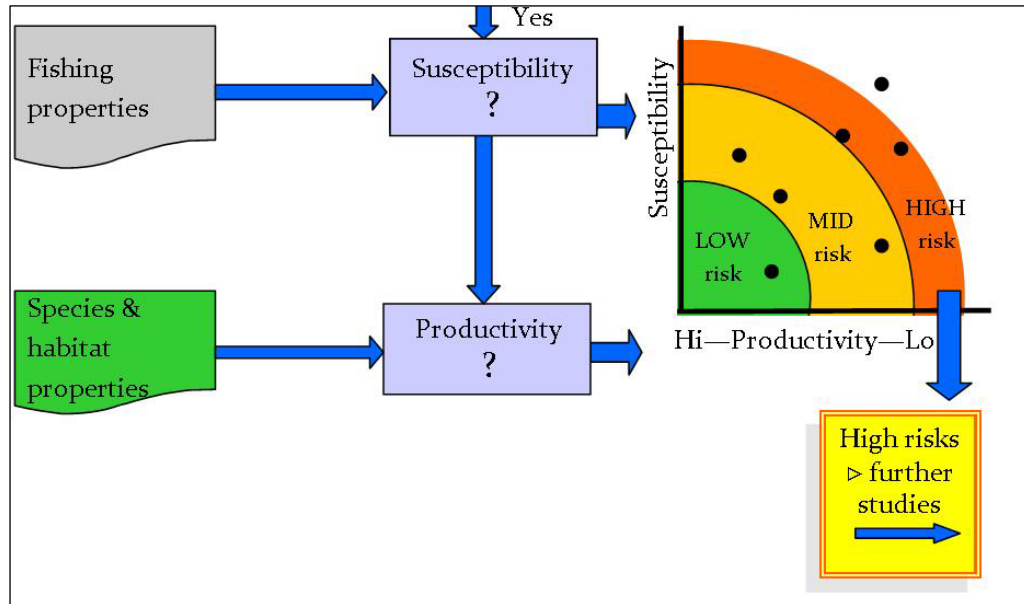 Yes
Fishing
properties
Susceptibility
?
Susceptibility
LOW
risk
MID
risk
HIGH
risk
Species &
habitat
properties
Productivity
?
Hi—Productivity—Lo
High risks
▷ further
studies